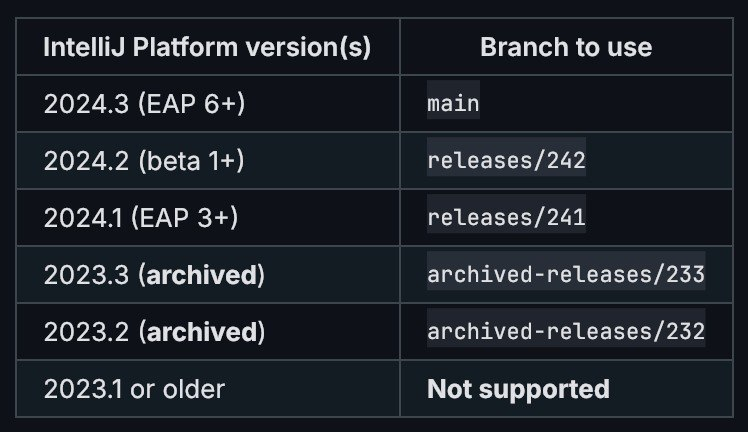 IntelliJ Platform version(s) Branch to use
2024.3 (EAP 6+) main
2024.2 (beta 1+) releases/242
2024.1 (EAP 3+) releases/241
2023.3 (archived) archived-releases/233
2023.2 (archived) archived-releases/232
2023.1 or older Not supported